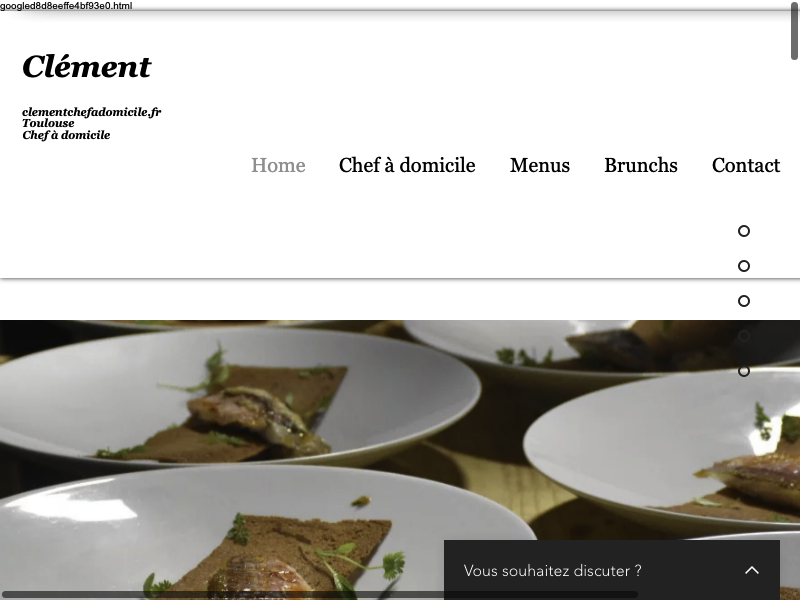 googled8d8eeffe4bf93e0.html
Clément
clementchefadomicile.fr
Toulouse
Chef à domicile
Home Chef à domicile Menus Brunchs Contact
Vous souhaitez discuter ?